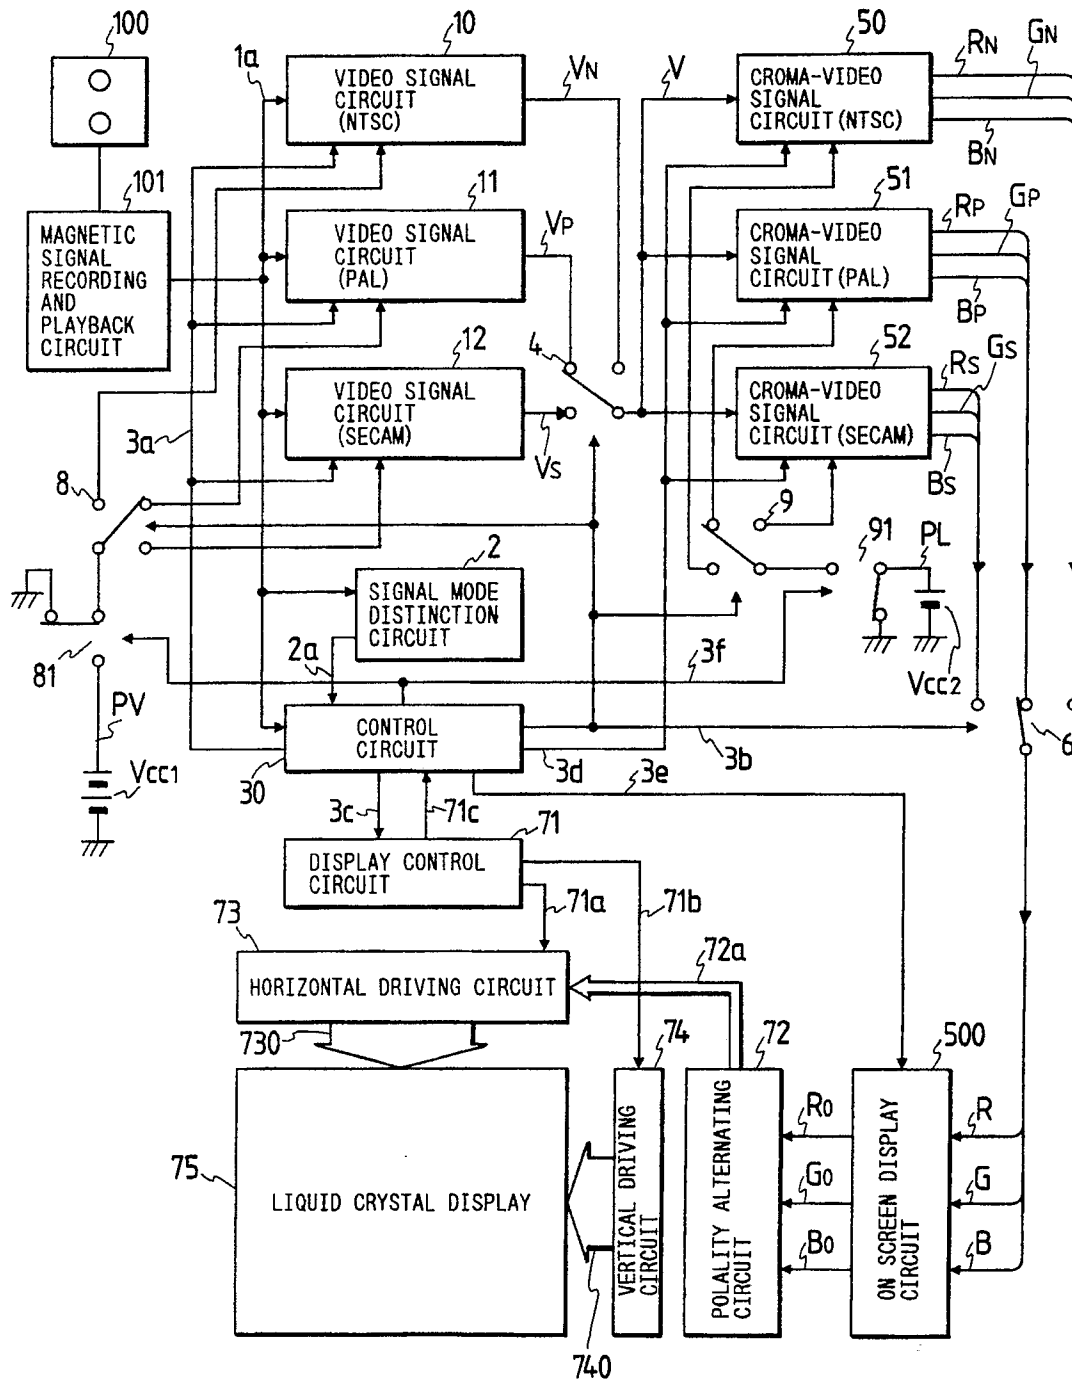 100
10
50
RN
GN
1a
VIDEO SIGNAL
CIRCUIT
(NTSC)
VN
V
CROMA-VIDEO
SIGNAL
CIRCUIT (NTSC)
BN
101
11
51
MAGNETIC
SIGNAL
RECORDING
AND
PLAYBACK
CIRCUIT
VIDEO SIGNAL
CIRCUIT
(PAL)
VP
CROMA-VIDEO
SIGNAL
CIRCUIT (PAL)
RP
GP
BP
12
4
52
3a
VIDEO SIGNAL
CIRCUIT
(SECAM)
VS
CROMA-VIDEO
SIGNAL
CIRCUIT (SECAM)
RS
GS
BS
8
9
91
PL
2
SIGNAL MODE
DISTINCTION
CIRCUIT
81
2a
3f
VCC2
PV
CONTROL
CIRCUIT
6
VCC1
30
3d
3b
3e
3c
71c
71
DISPLAY CONTROL
CIRCUIT
71a
71b
73
HORIZONTAL DRIVING CIRCUIT
72a
730
74
72
500
75
LIQUID CRYSTAL DISPLAY
VERTICAL DRIVING
CIRCUIT
POLALITY ALTERNATING
CIRCUIT
RO
GO
BO
ON SCREEN DISPLAY
CIRCUIT
R
G
B
740